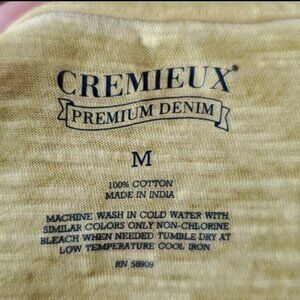 CREMIEUX®
PREMIUM DENIM
M
100% COTTON
MADE IN INDIA
MACHINE WASH IN COLD WATER WITH
SIMILAR COLORS ONLY NON-CHLORINE
BLEACH WHEN NEEDED TUMBLE DRY AT
LOW TEMPERATURE COOL IRON
RN 58909